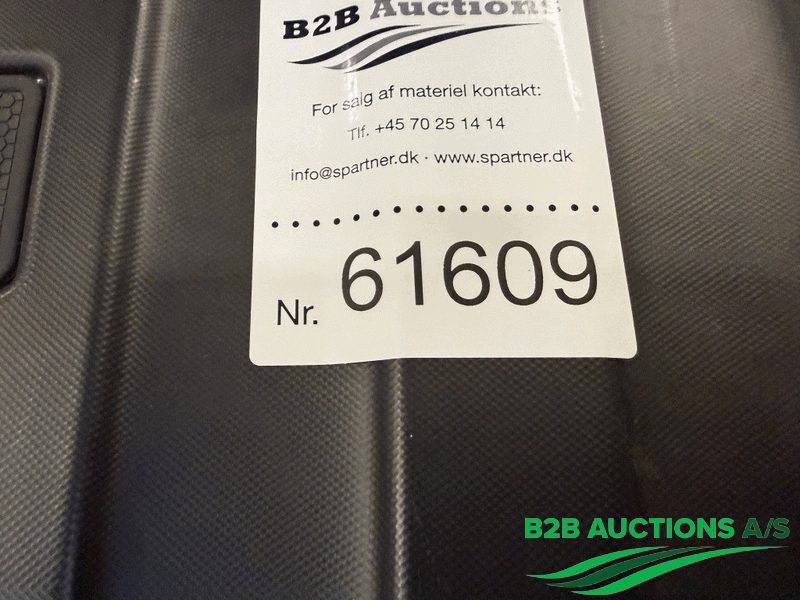 B2B Auctions
For salg af materiel kontakt:
Tlf. +45 70 25 14 14
info@spartner.dk · www.spartner.dk
Nr. 61609
B2B AUCTIONS A/S